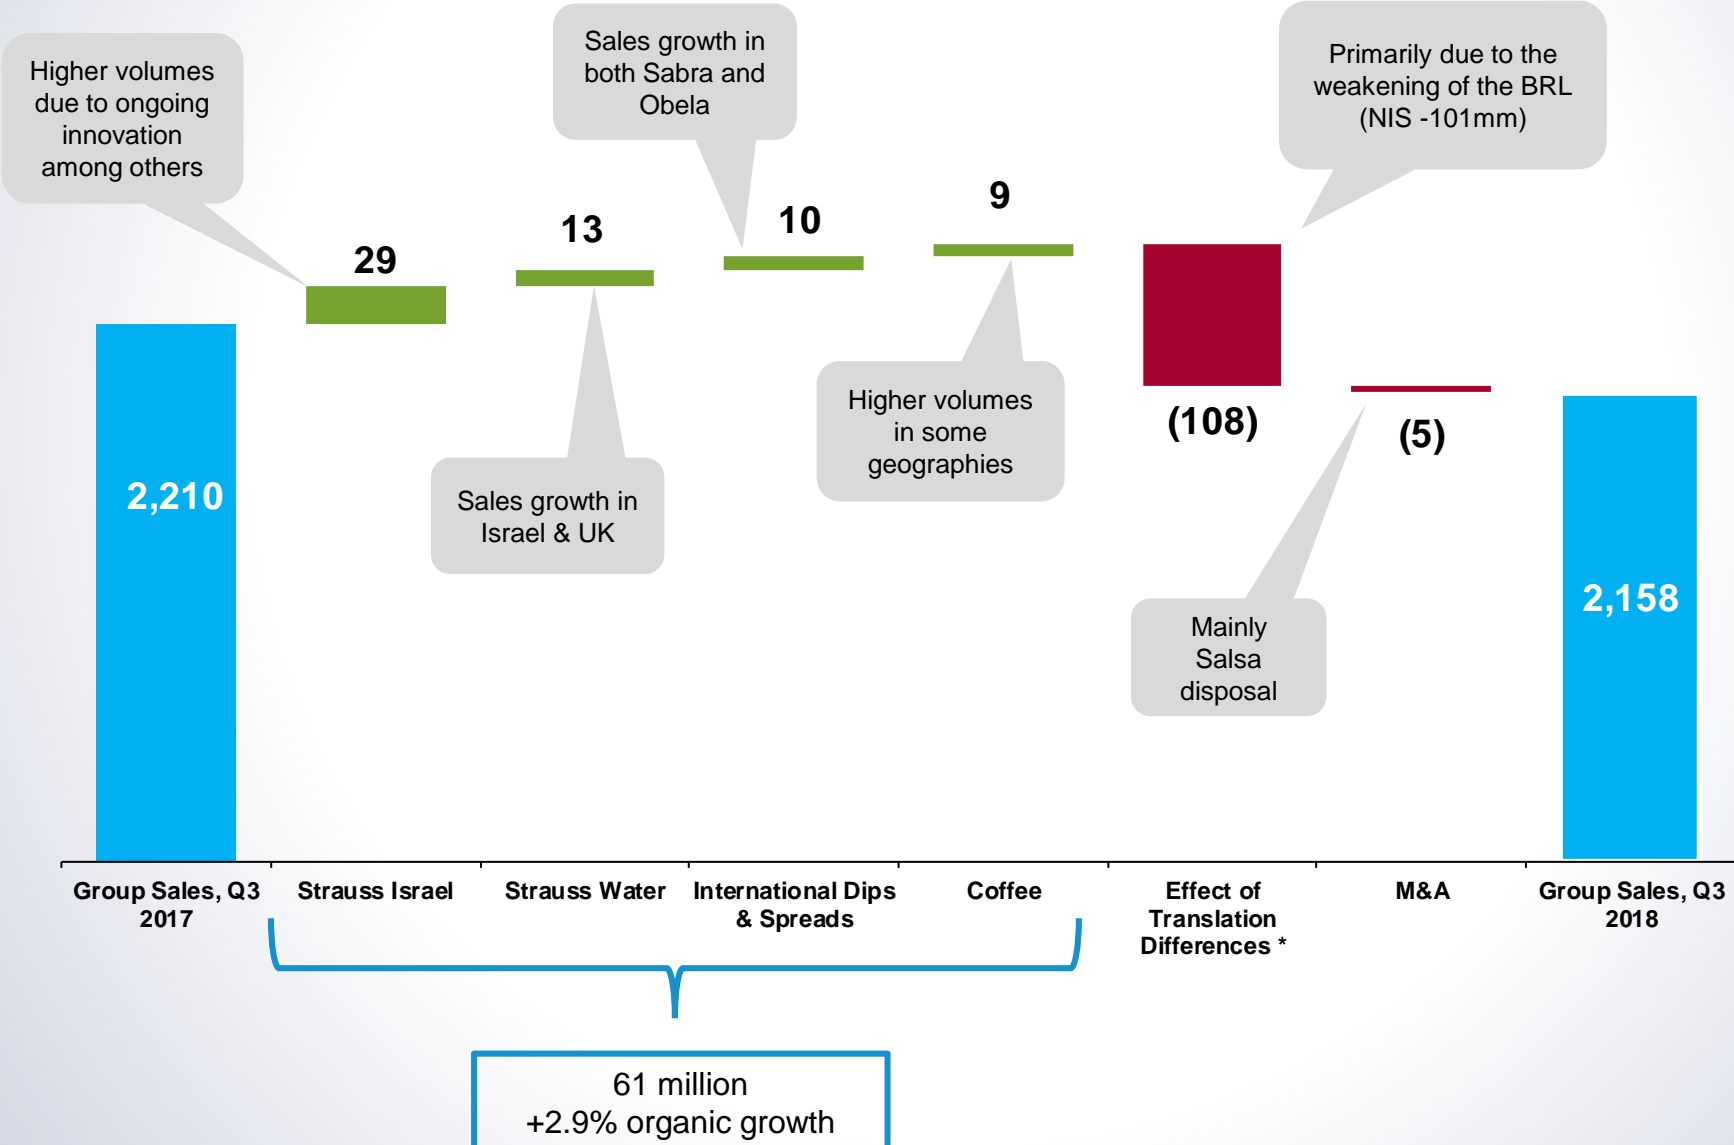 Higher volumes
due to ongoing
innovation
among others
Sales growth in
both Sabra and
Obela
Primarily due to the
weakening of the BRL
(NIS -101mm)
29
13
10
9
Higher volumes
in some
geographies
(108)
(5)
2,210
Sales growth in
Israel & UK
Mainly
Salsa
disposal
2,158
Group Sales, Q3
2017
Strauss Israel
Strauss Water
International Dips
& Spreads
Coffee
Effect of
Translation
Differences *
M&A
Group Sales, Q3
2018
61 million
+2.9% organic growth